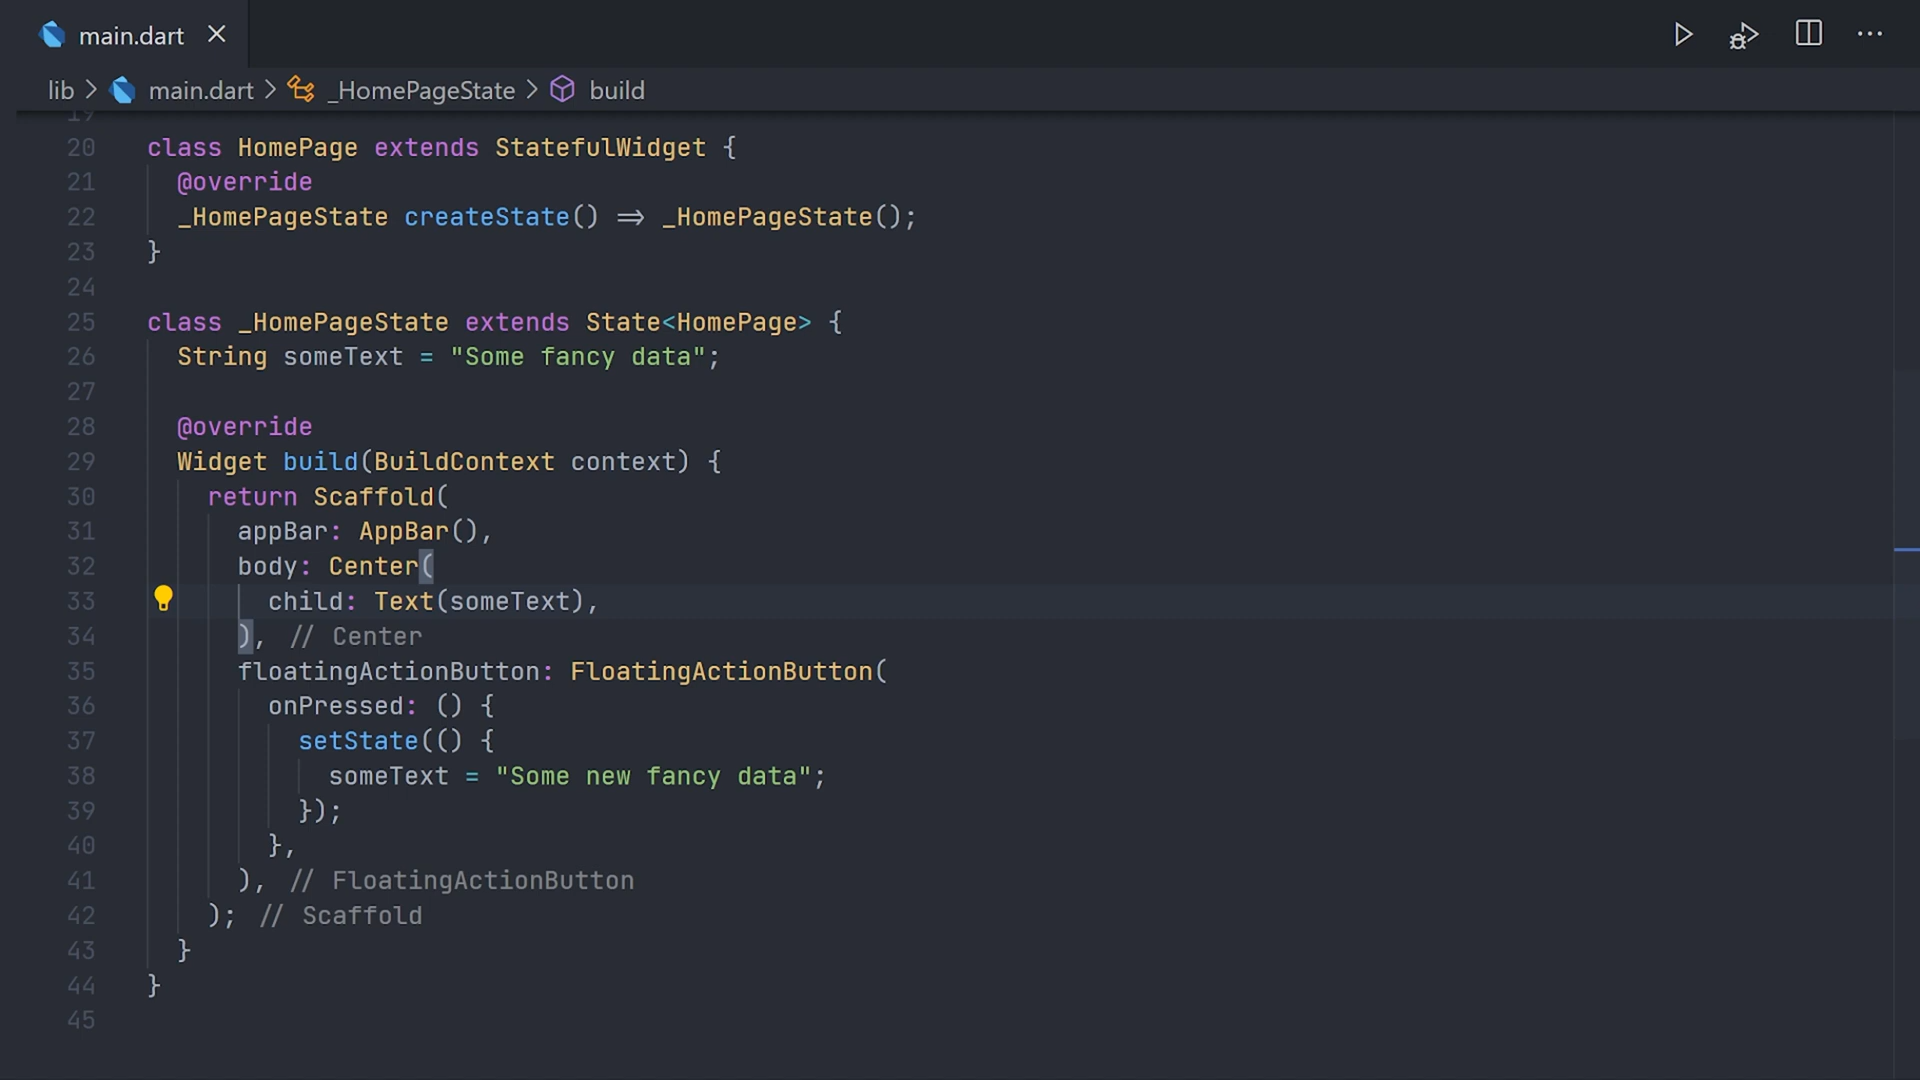 main.dart
lib > main.dart > _HomePageState > build
19
20 class HomePage extends StatefulWidget {
21   @override
22   _HomePageState createState() => _HomePageState();
23 }
24
25 class _HomePageState extends State<HomePage> {
26   String someText = "Some fancy data";
27
28   @override
29   Widget build(BuildContext context) {
30     return Scaffold(
31       appBar: AppBar(),
32       body: Center(
33         child: Text(someText),
34       ), // Center
35       floatingActionButton: FloatingActionButton(
36         onPressed: () {
37           setState(() {
38             someText = "Some new fancy data";
39           });
40         },
41       ), // FloatingActionButton
42     ); // Scaffold
43   }
44 }
45